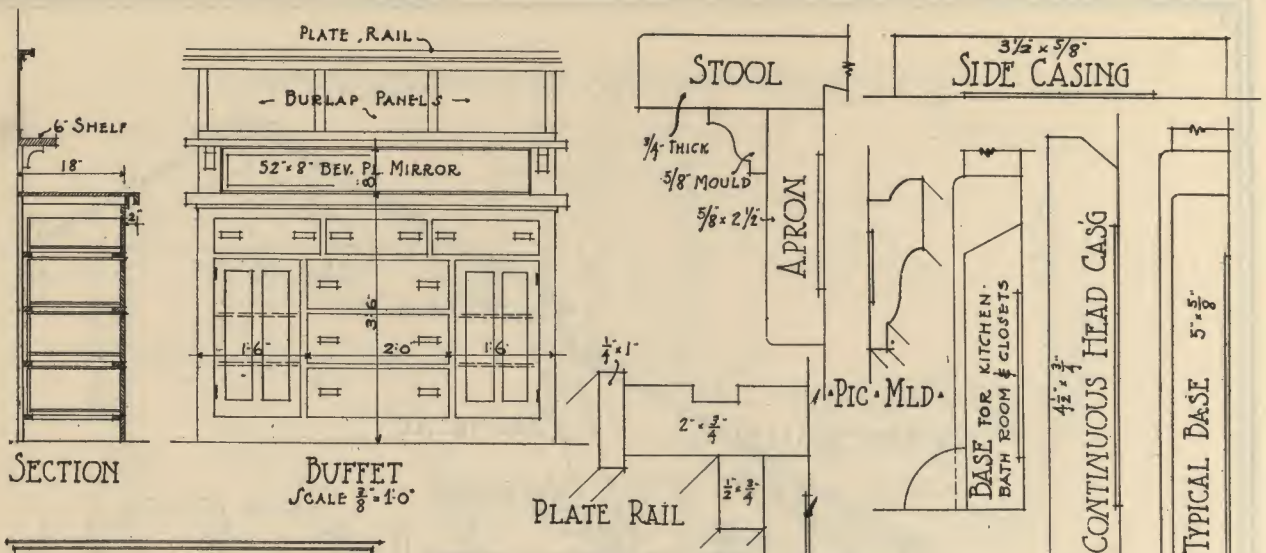 PLATE RAIL
← BURLAP PANELS →
6" SHELF
18"
52"×8" BEV. PL. MIRROR
:8"
2"
3'-6"
1'-6"
2'-0"
1'-6"
SECTION
BUFFET
SCALE 3/8" = 1'-0"
STOOL
3/4" THICK
5/8" MOULD
5/8" × 2 1/2"
APRON
3 1/2" × 5/8"
SIDE CASING
1/4" × 1"
2" × 3/4"
1/2" × 3/4"
PLATE RAIL
· PIC · MLD ·
BASE FOR KITCHEN ·
BATH ROOM & CLOSETS
4 1/2" × 3/4"
CONTINUOUS HEAD CAS'G
TYPICAL BASE 5" × 5/8"